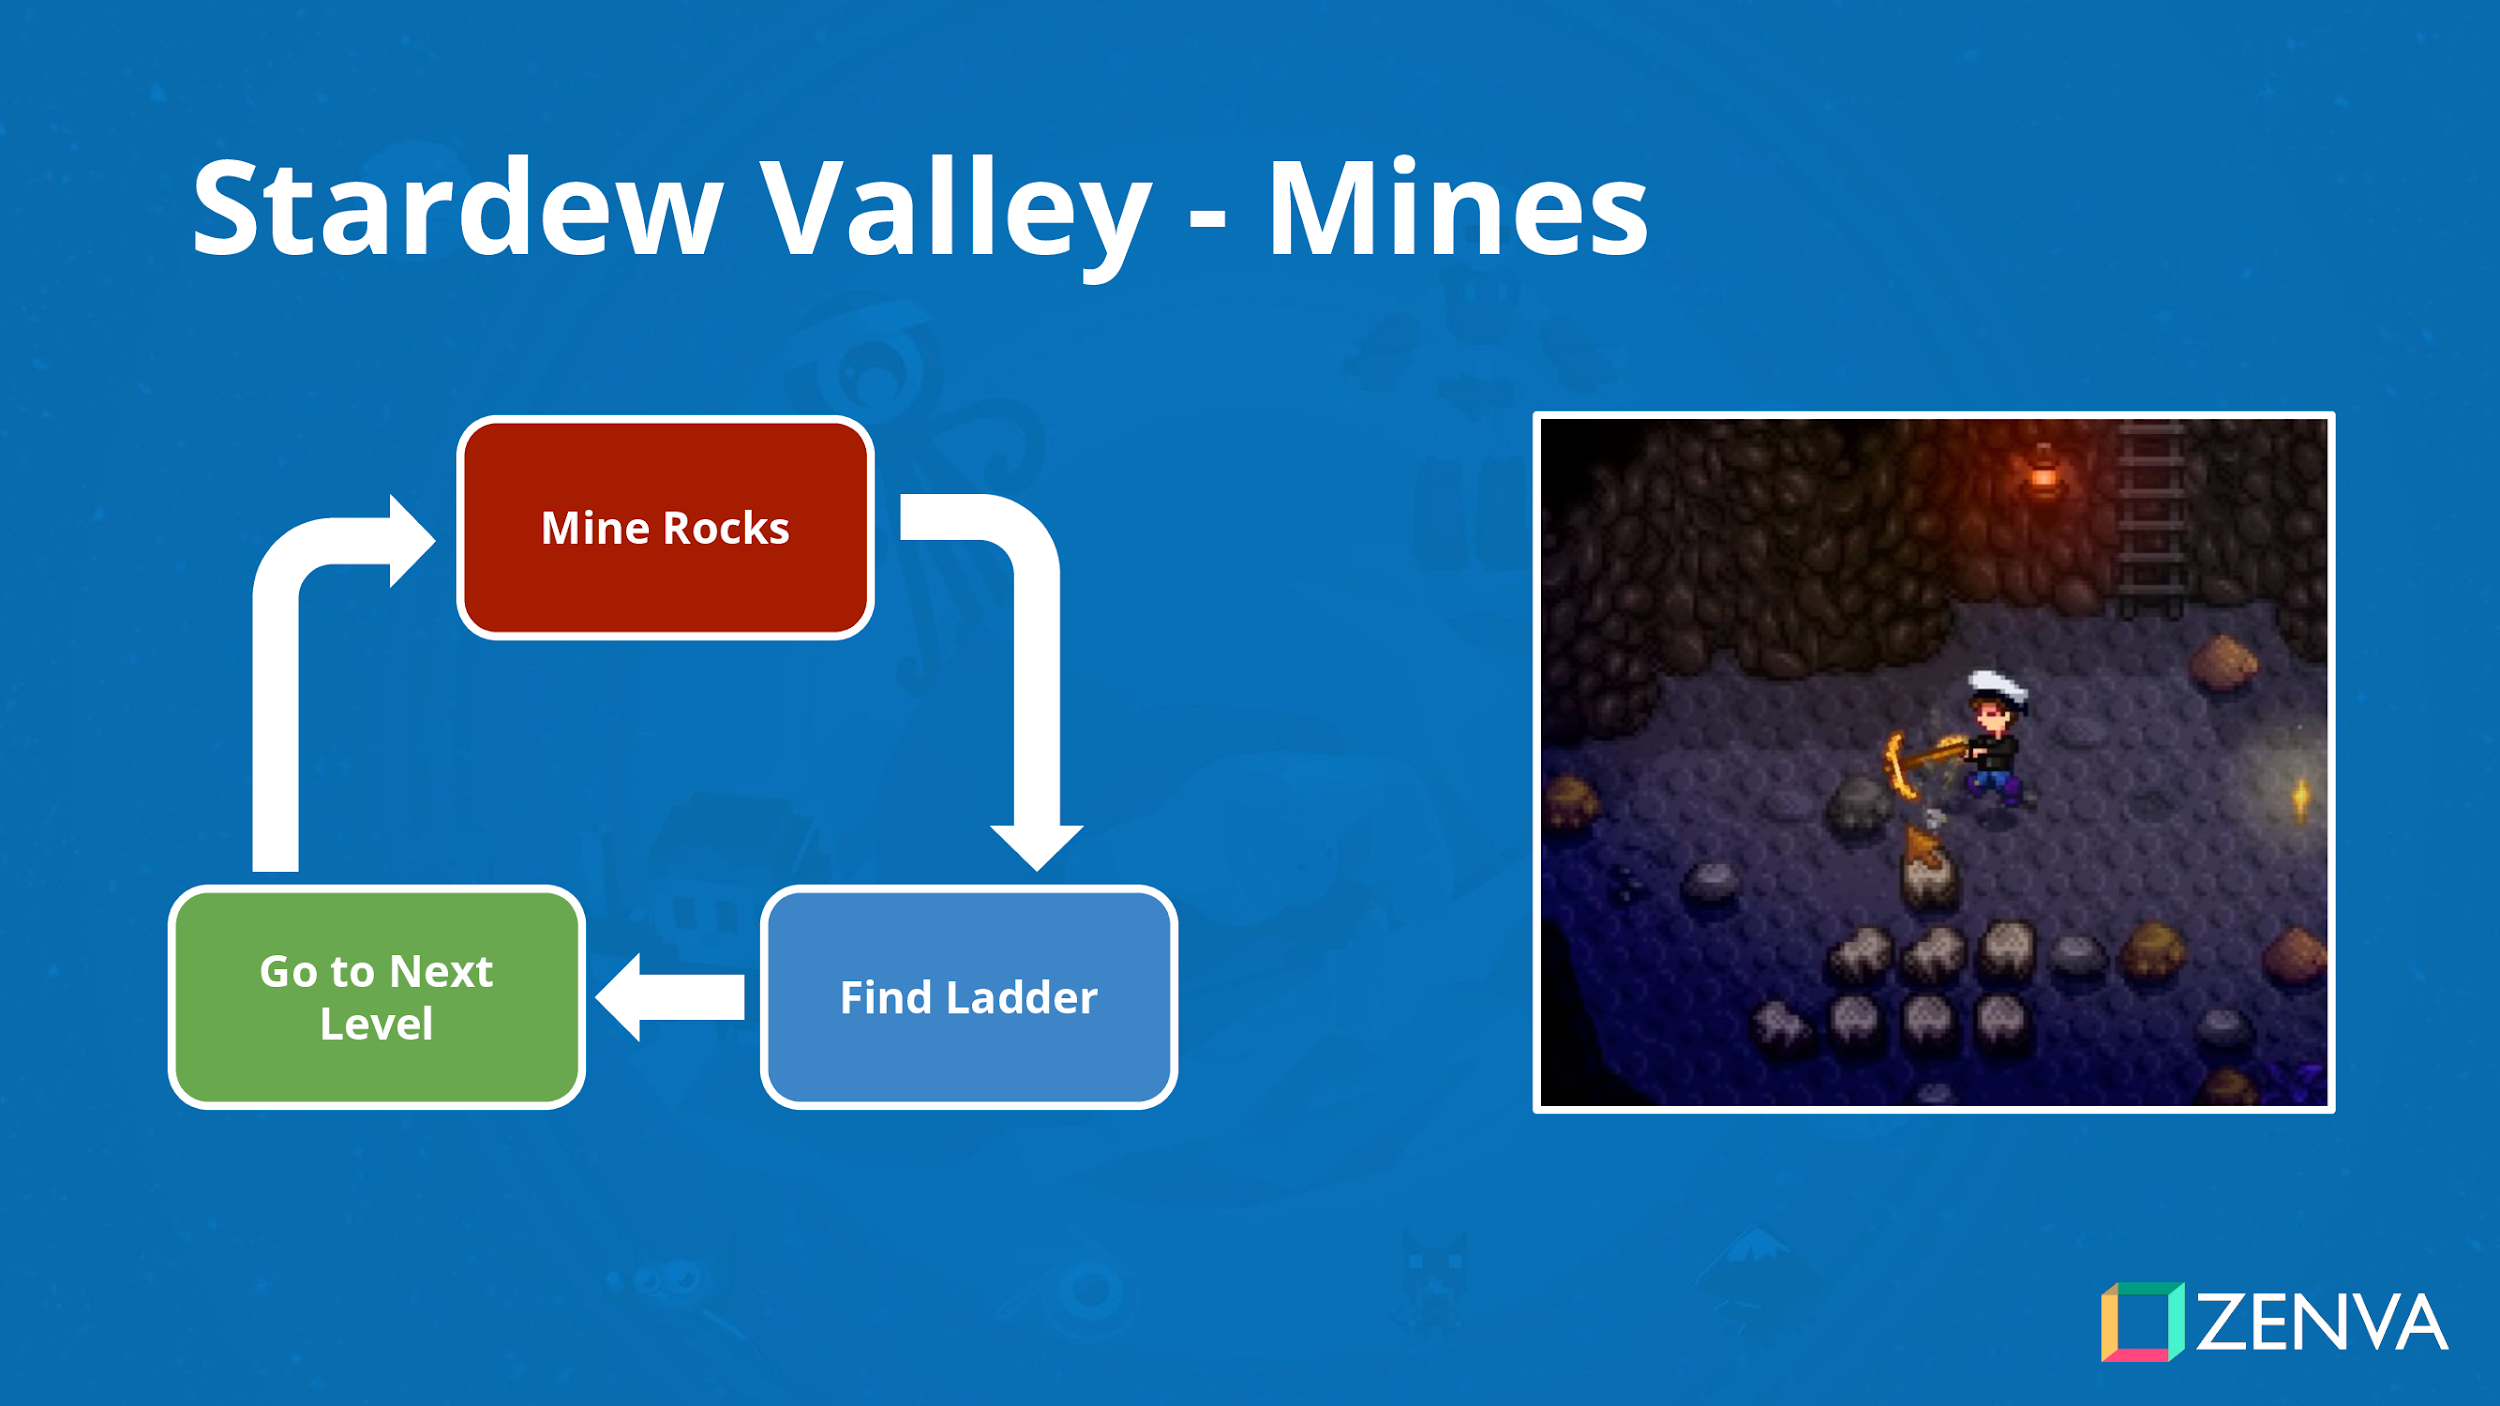 Stardew Valley - Mines
Mine Rocks
Go to Next
Level
Find Ladder
ZENVA